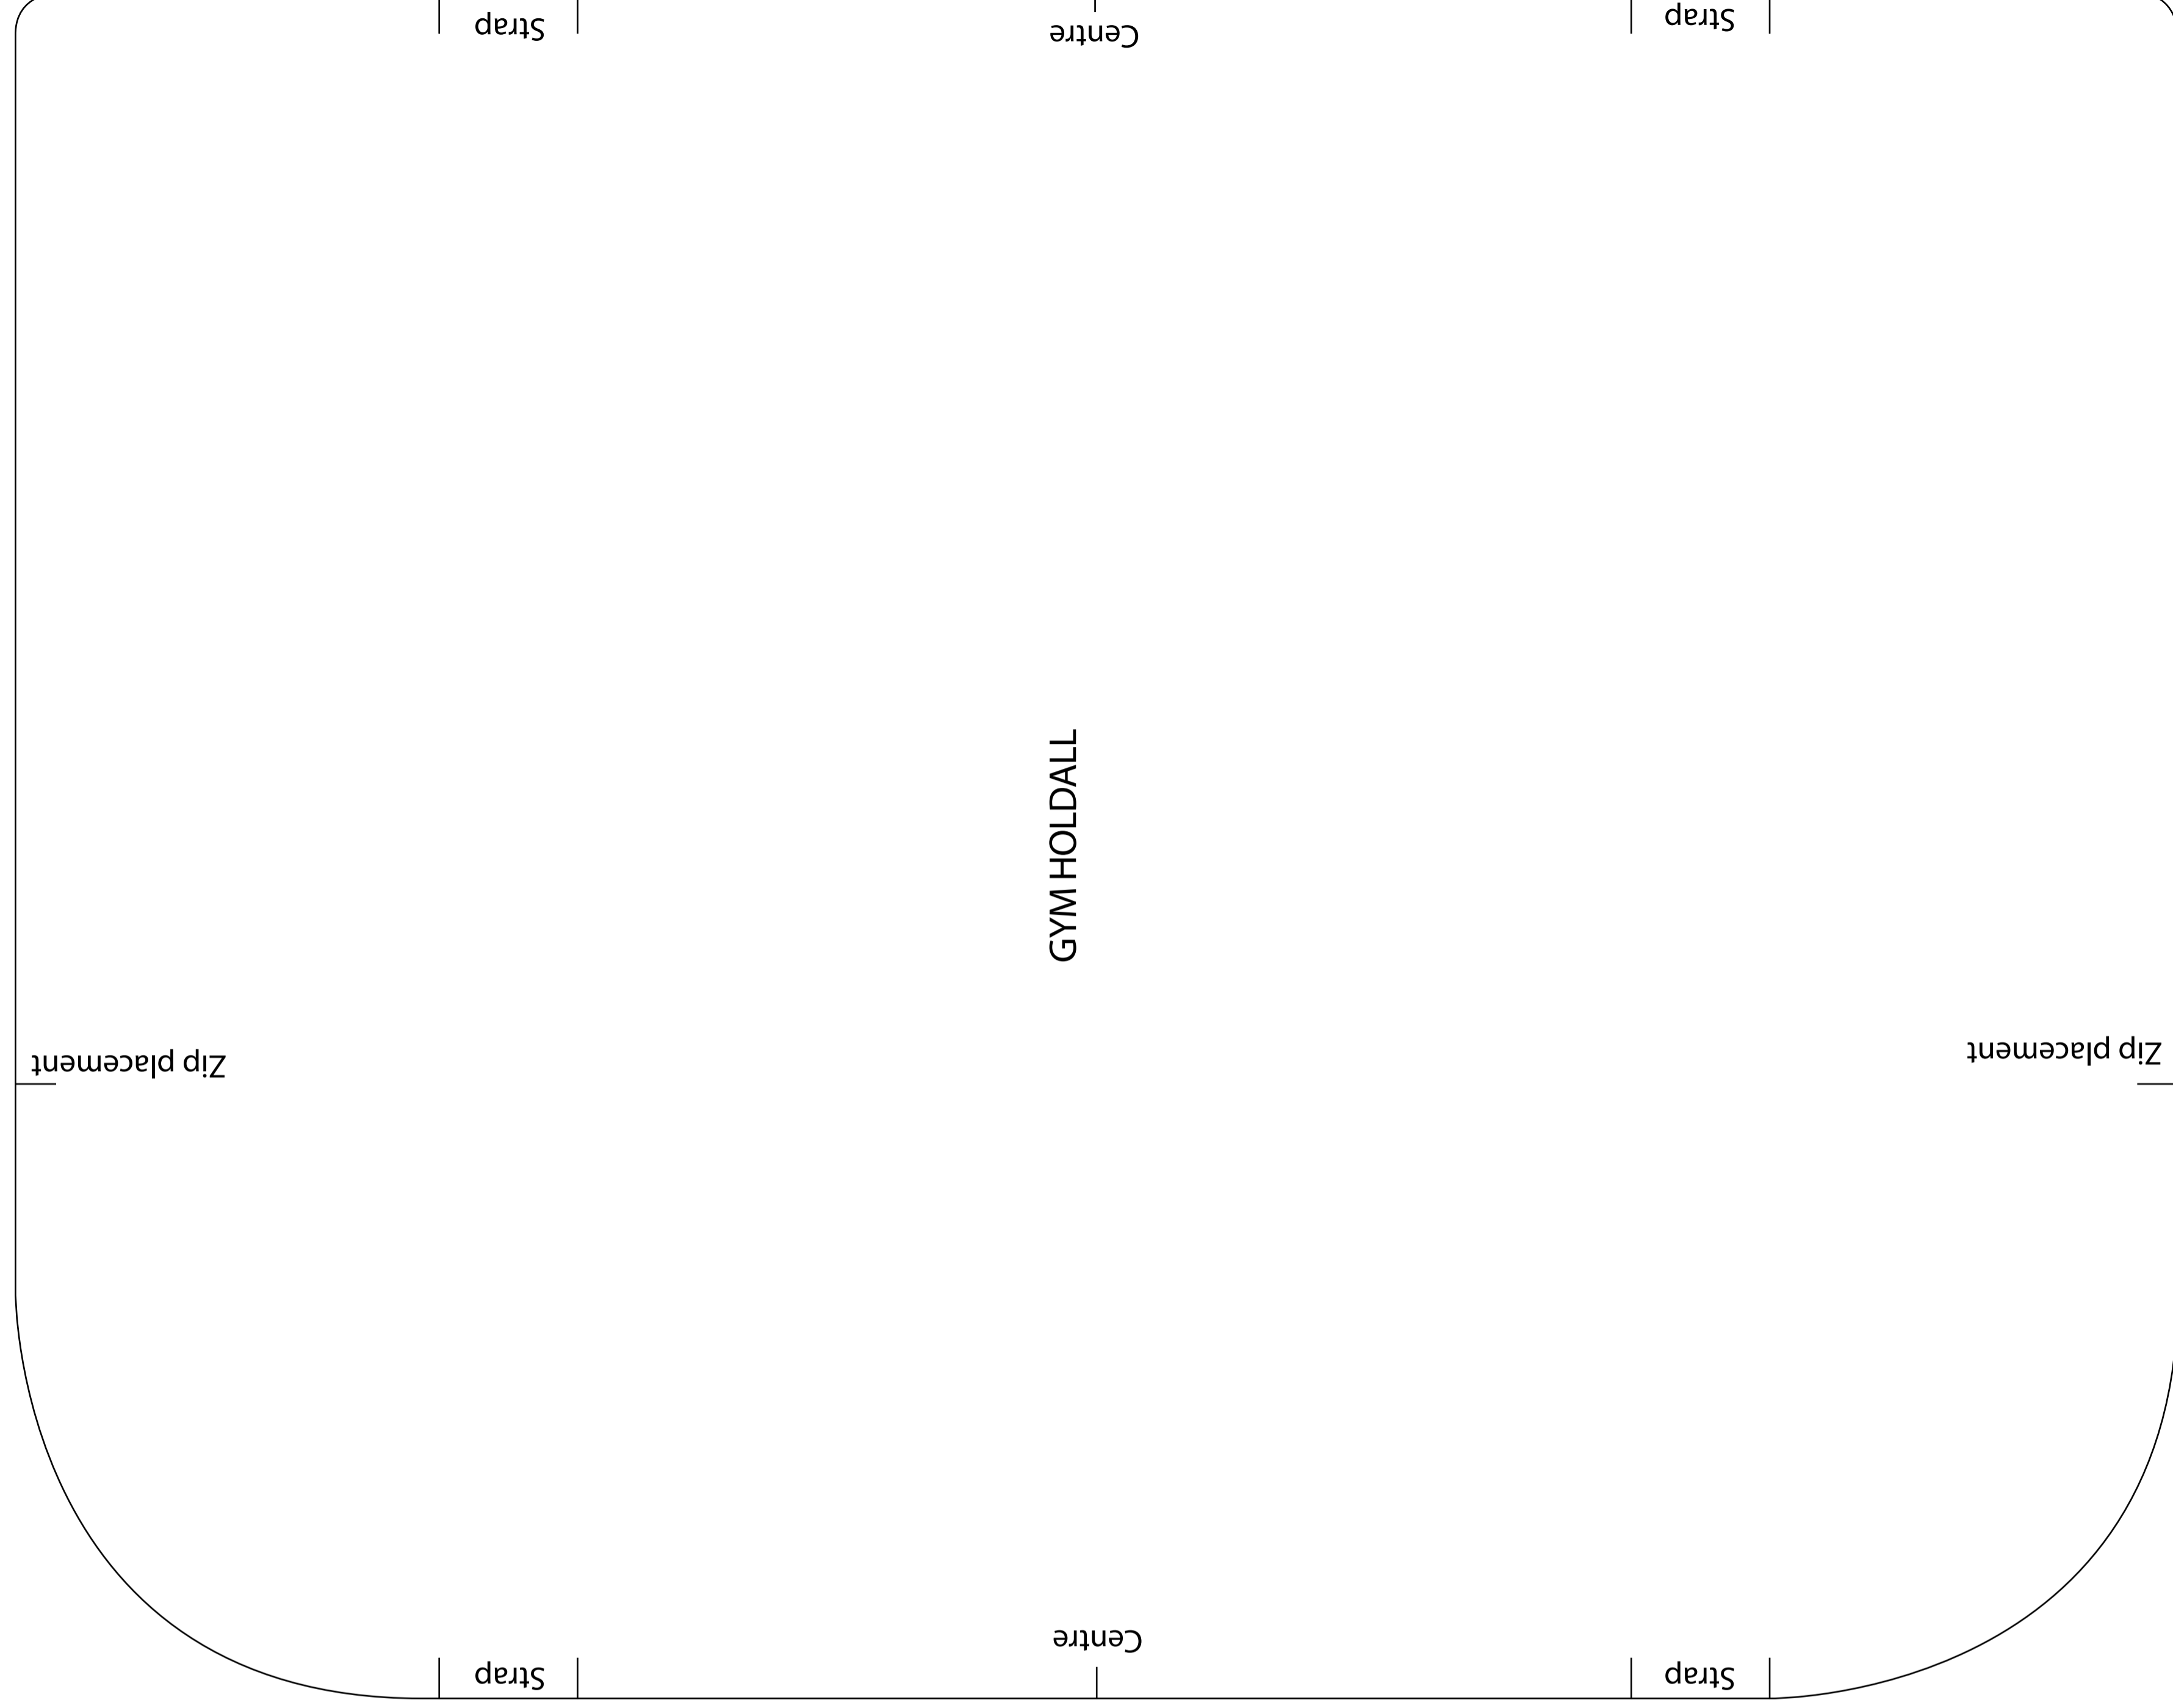 Strap
Centre
Strap
Zip placement
Zip placement
GYM HOLDALL
Strap
Centre
Strap